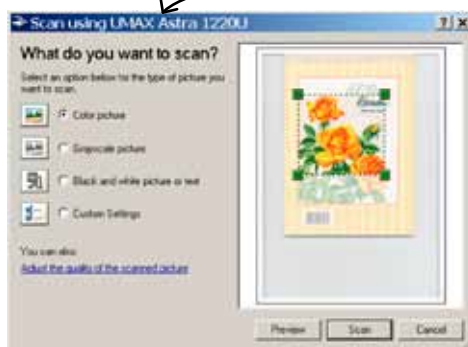 Scan using UMAX Astra 1220U
What do you want to scan?
Select an option below for the type of picture you
want to scan.
Color picture
Grayscale picture
Black and white picture or text
Custom Settings
You can also:
Adjust the quality of the scanned picture
Preview
Scan
Cancel